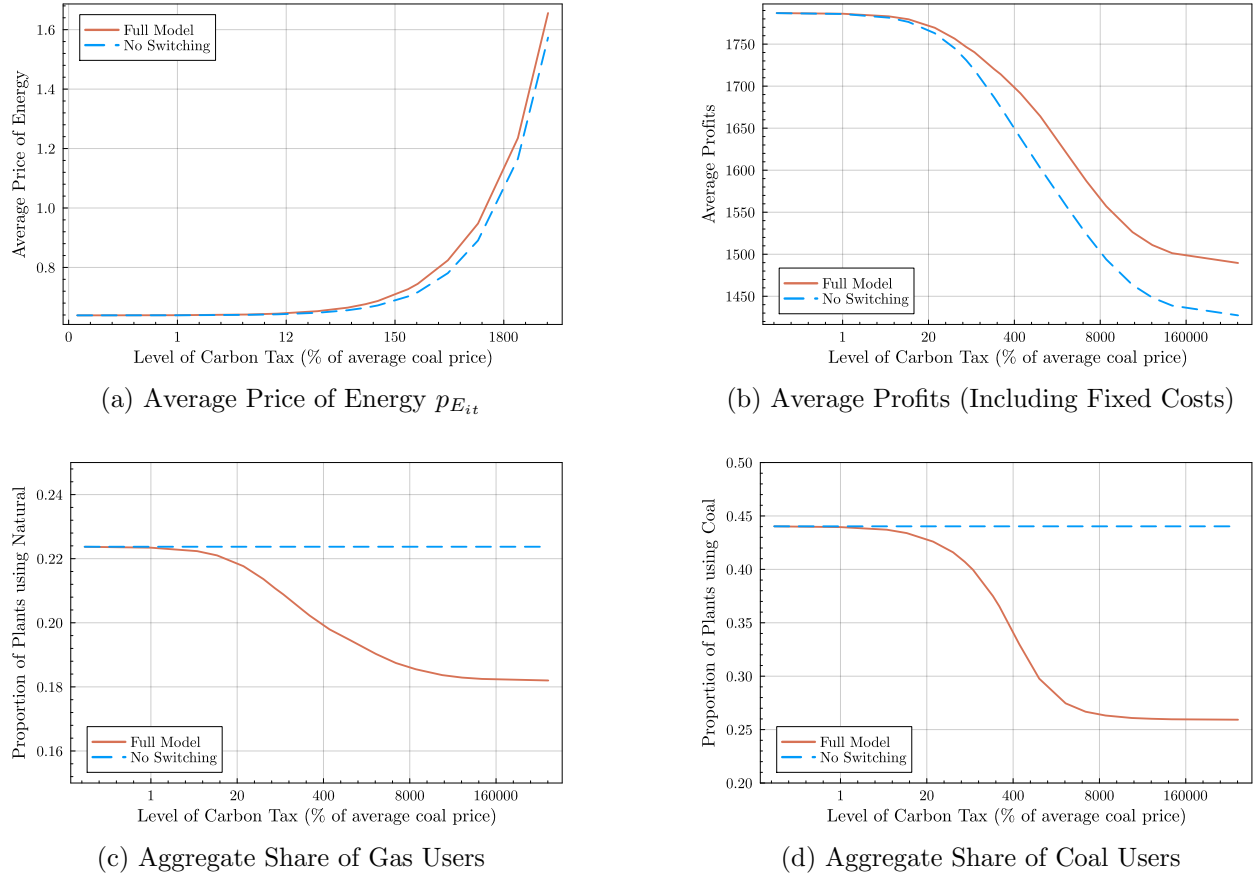 Average Price of Energy
1.6
1.4
1.2
1.0
0.8
Full Model
No Switching
0 1 12 150 1800
Level of Carbon Tax (% of average coal price)
(a) Average Price of Energy p_{E_{it}}
Average Profits
1750
1700
1650
1600
1550
1500
1450
Full Model
No Switching
1 20 400 8000 160000
Level of Carbon Tax (% of average coal price)
(b) Average Profits (Including Fixed Costs)
Proportion of Plants using Natural
0.24
0.22
0.20
0.18
0.16
Full Model
No Switching
1 20 400 8000 160000
Level of Carbon Tax (% of average coal price)
(c) Aggregate Share of Gas Users
Proportion of Plants using Coal
0.50
0.45
0.40
0.35
0.30
0.25
0.20
Full Model
No Switching
1 20 400 8000 160000
Level of Carbon Tax (% of average coal price)
(d) Aggregate Share of Coal Users